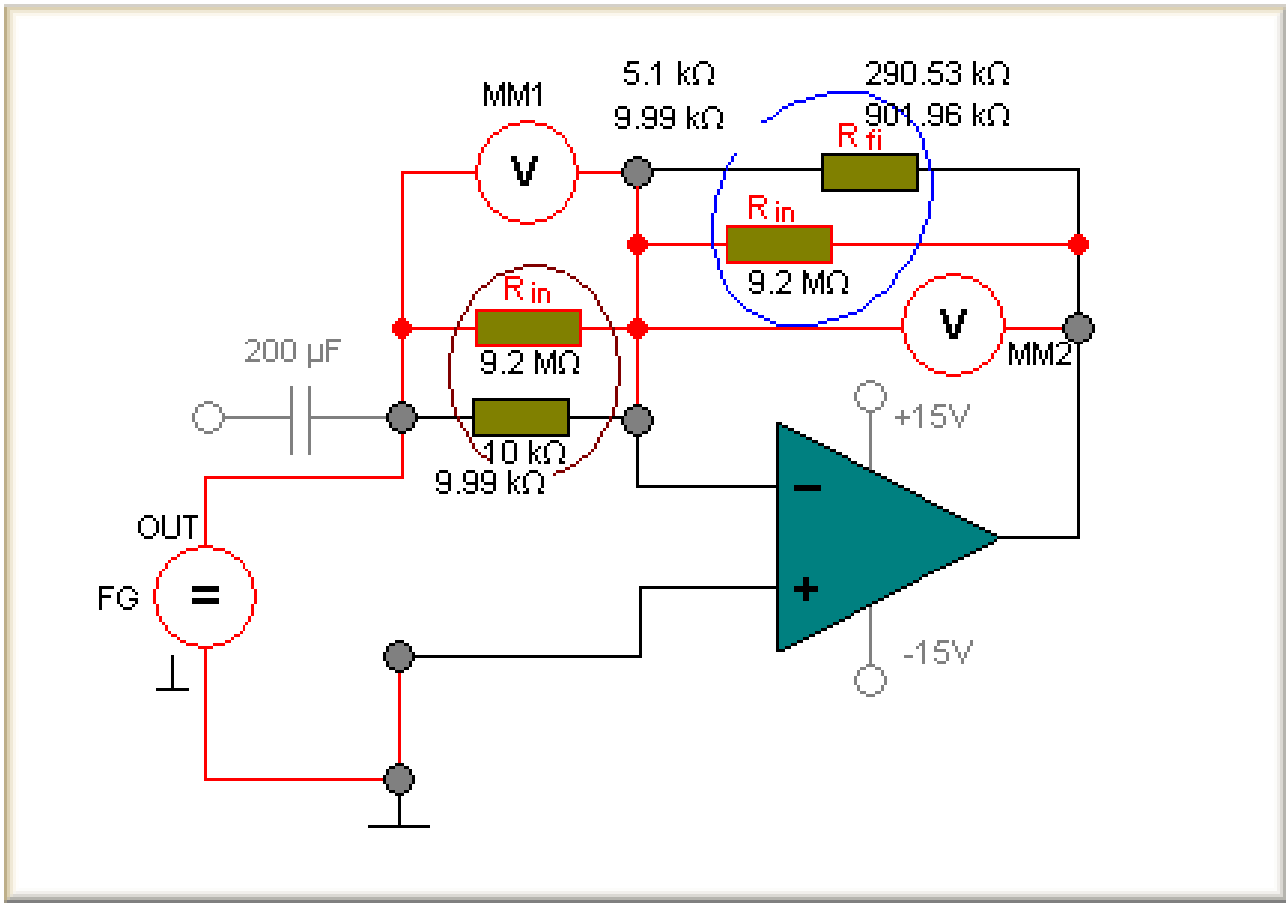 5.1 kΩ
290.53 kΩ
MM1
9.99 kΩ
901.96 kΩ
R fi
V
R in
9.2 MΩ
R in
V
MM2
200 µF
9.2 MΩ
+15V
10 kΩ
9.99 kΩ
−
OUT
FG
=
+
-15V